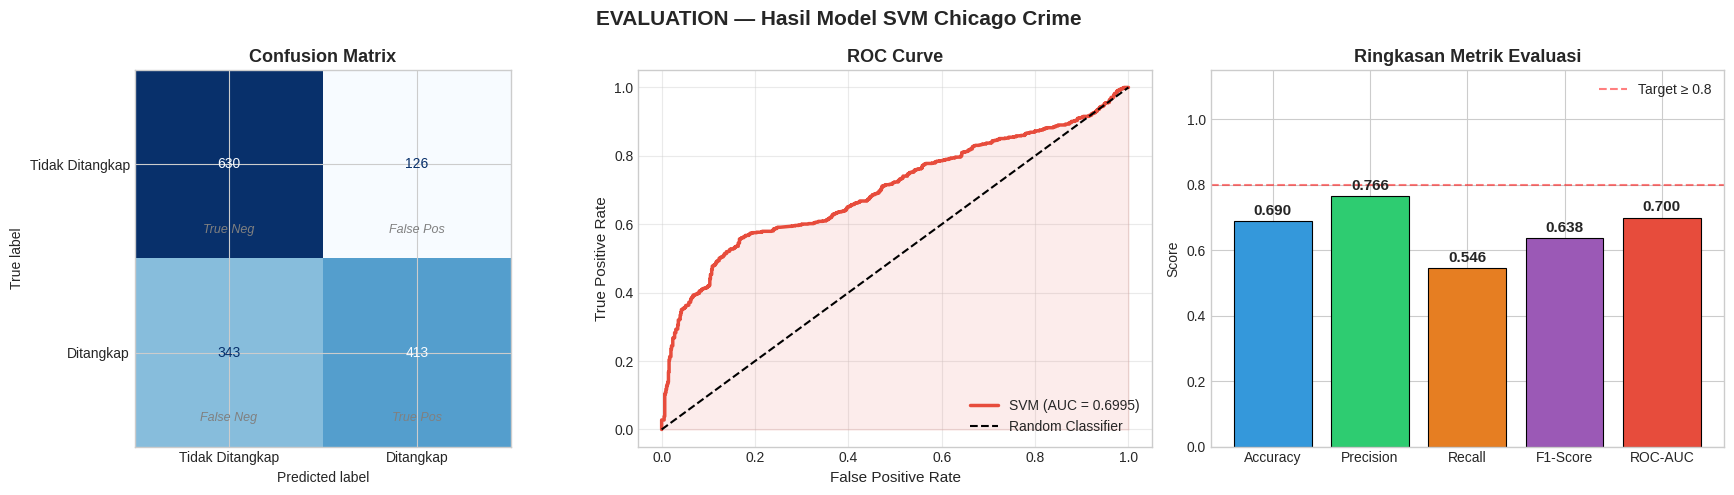 EVALUATION — Hasil Model SVM Chicago Crime
Confusion Matrix
True label
Tidak Ditangkap
Ditangkap
630
126
True Neg
False Pos
343
413
False Neg
True Pos
Tidak Ditangkap
Ditangkap
Predicted label
ROC Curve
True Positive Rate
1.0
0.8
0.6
0.4
0.2
0.0
SVM (AUC = 0.6995)
Random Classifier
0.0
0.2
0.4
0.6
0.8
1.0
False Positive Rate
Ringkasan Metrik Evaluasi
Target ≥ 0.8
Score
1.0
0.8
0.6
0.4
0.2
0.0
0.690
0.766
0.546
0.638
0.700
Accuracy
Precision
Recall
F1-Score
ROC-AUC